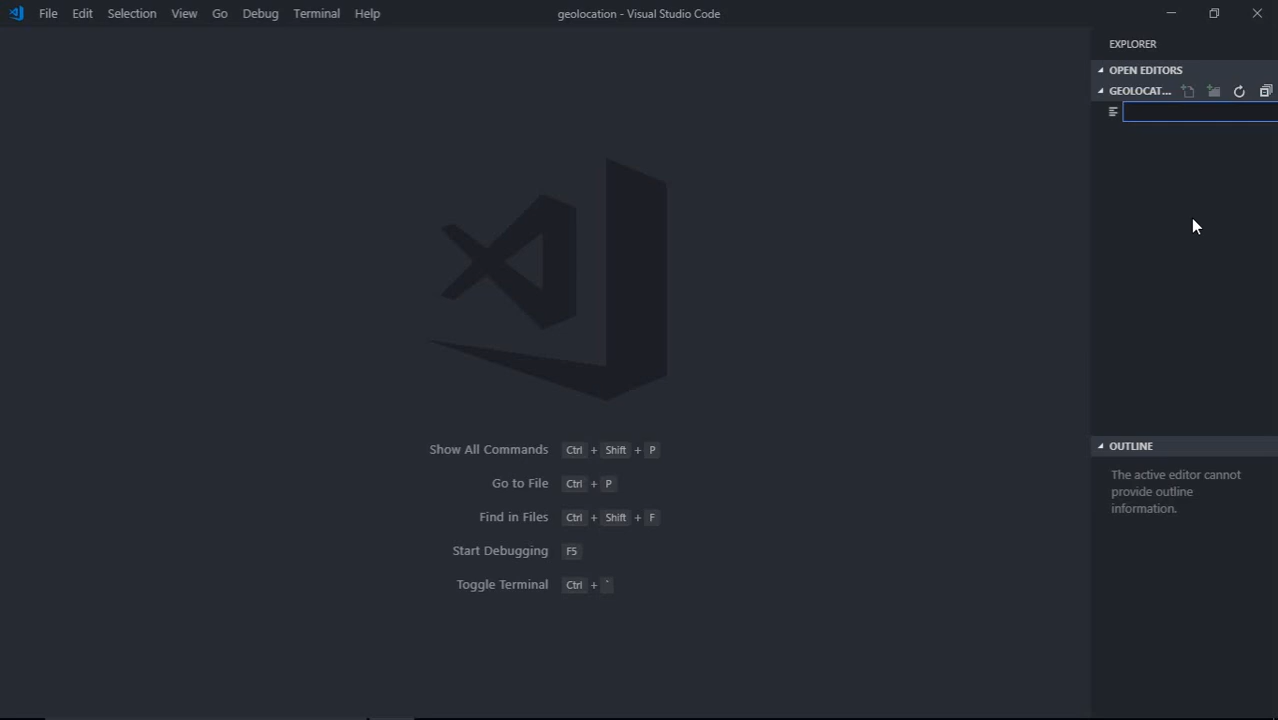 File Edit Selection View Go Debug Terminal Help
geolocation - Visual Studio Code
EXPLORER
OPEN EDITORS
GEOLOCAT...
Show All Commands Ctrl + Shift + P
Go to File Ctrl + P
Find in Files Ctrl + Shift + F
Start Debugging F5
Toggle Terminal Ctrl + `
OUTLINE
The active editor cannot
provide outline
information.